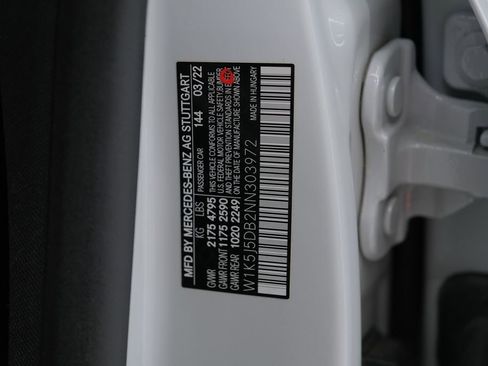 MFD BY MERCEDES-BENZ AG STUTTGART
PASSENGER CAR 144 03/22
KG LBS
GVWR 2175 4795
GAWR FRONT 1175 2590
GAWR REAR 1020 2249
THIS VEHICLE CONFORMS TO ALL APPLICABLE
U.S. FEDERAL MOTOR VEHICLE SAFETY, BUMPER
AND THEFT PREVENTION STANDARDS IN EFFECT
ON THE DATE OF MANUFACTURE SHOWN ABOVE
MADE IN HUNGARY
W1K5J5DB2NN303972